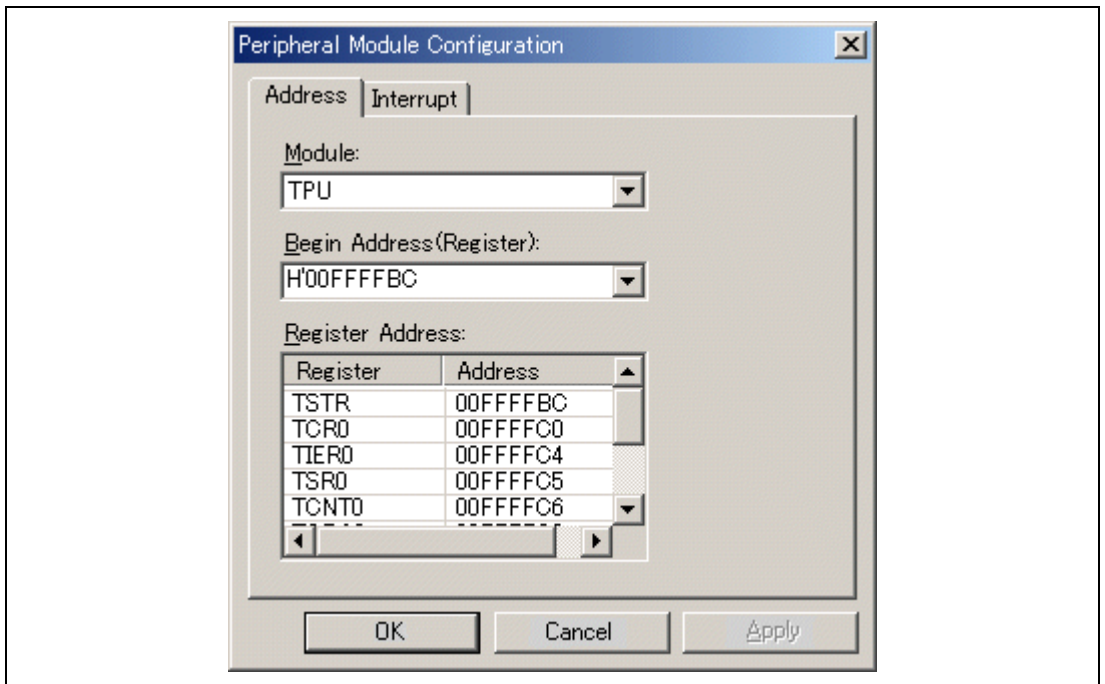 Peripheral Module Configuration
Address Interrupt
Module:
TPU
Begin Address(Register):
H'00FFFFBC
Register Address:
Register Address
TSTR 00FFFFBC
TCR0 00FFFFC0
TIER0 00FFFFC4
TSR0 00FFFFC5
TCNT0 00FFFFC6
OK Cancel Apply